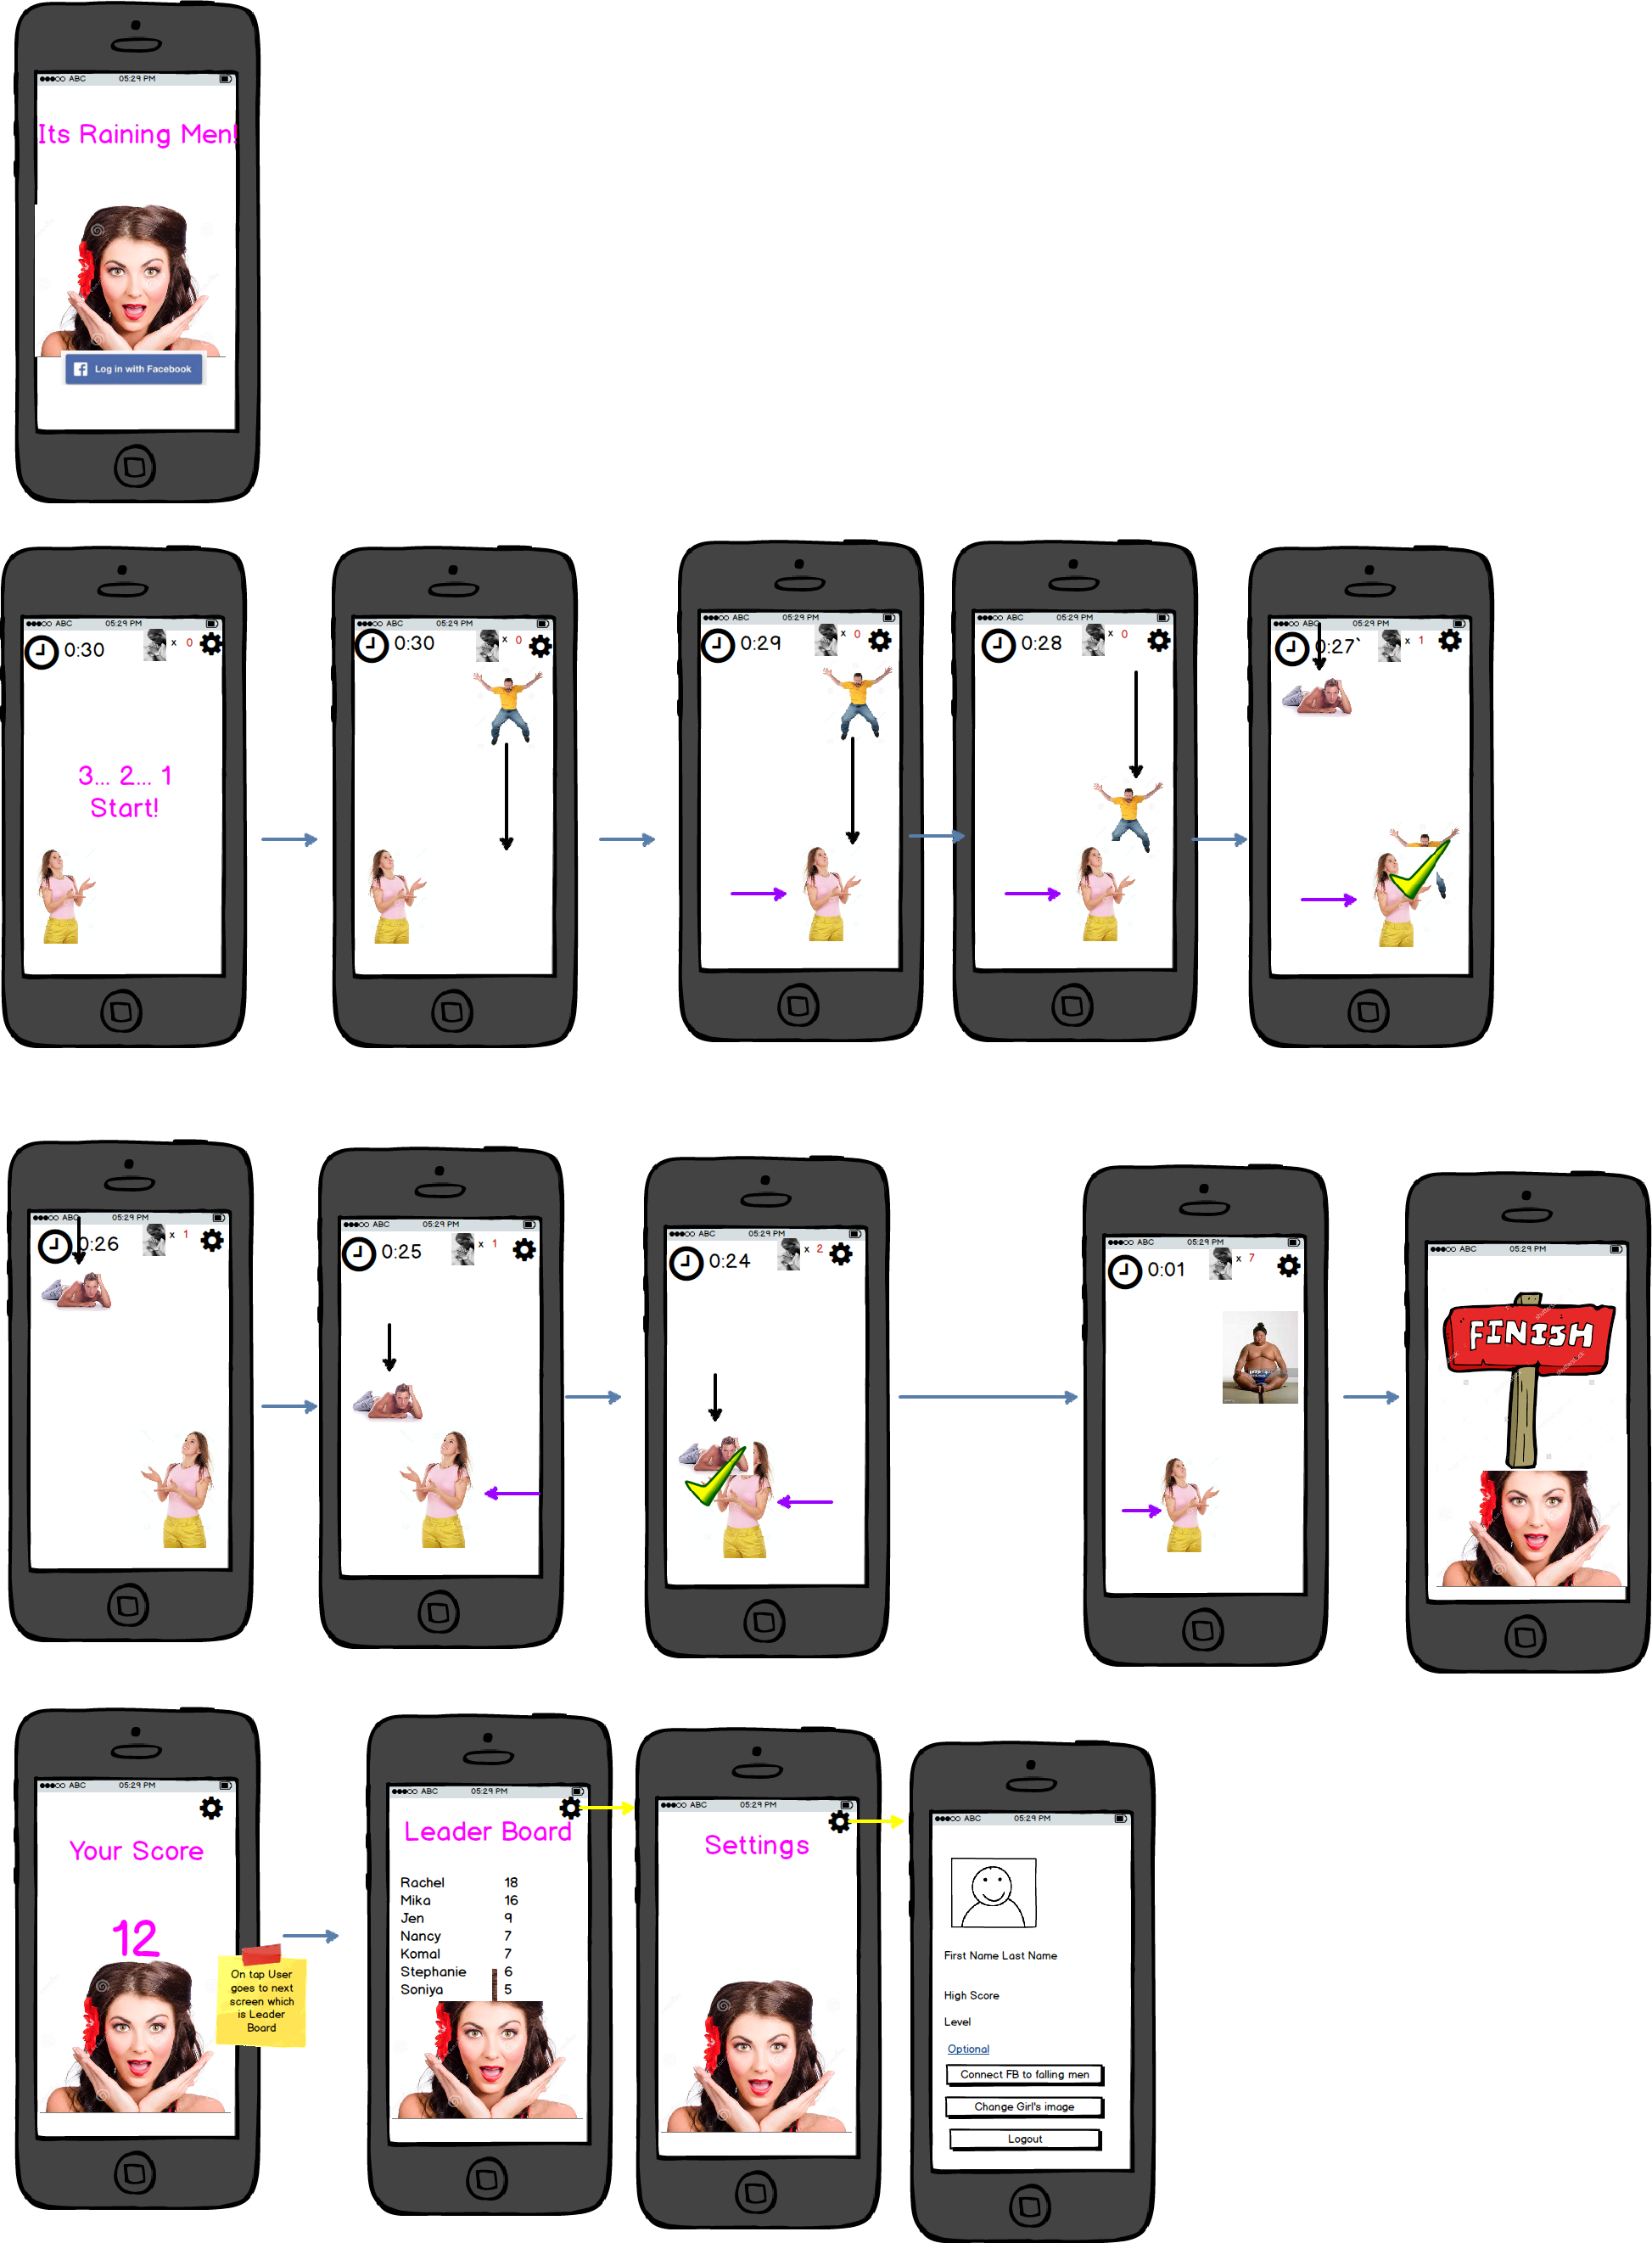 ABC 05:29 PM
Its Raining Men!
Log in with Facebook
ABC 05:29 PM
0:30 x 0
3... 2... 1
Start!
ABC 05:29 PM
0:30 x 0
ABC 05:29 PM
0:29 x 0
ABC 05:29 PM
0:28 x 0
ABC 05:29 PM
0:27` x 1
ABC 05:29 PM
0:26 x 1
ABC 05:29 PM
0:25 x 1
ABC 05:29 PM
0:24 x 2
ABC 05:29 PM
0:01 x 7
ABC 05:29 PM
FINISH
ABC 05:29 PM
Your Score
12
On tap User
goes to next
screen which
is Leader
Board
ABC 05:29 PM
Leader Board
Rachel 18
Mika 16
Jen 9
Nancy 7
Komal 7
Stephanie 6
Soniya 5
ABC 05:29 PM
Settings
ABC 05:29 PM
First Name Last Name
High Score
Level
Optional
Connect FB to falling men
Change Girl's image
Logout